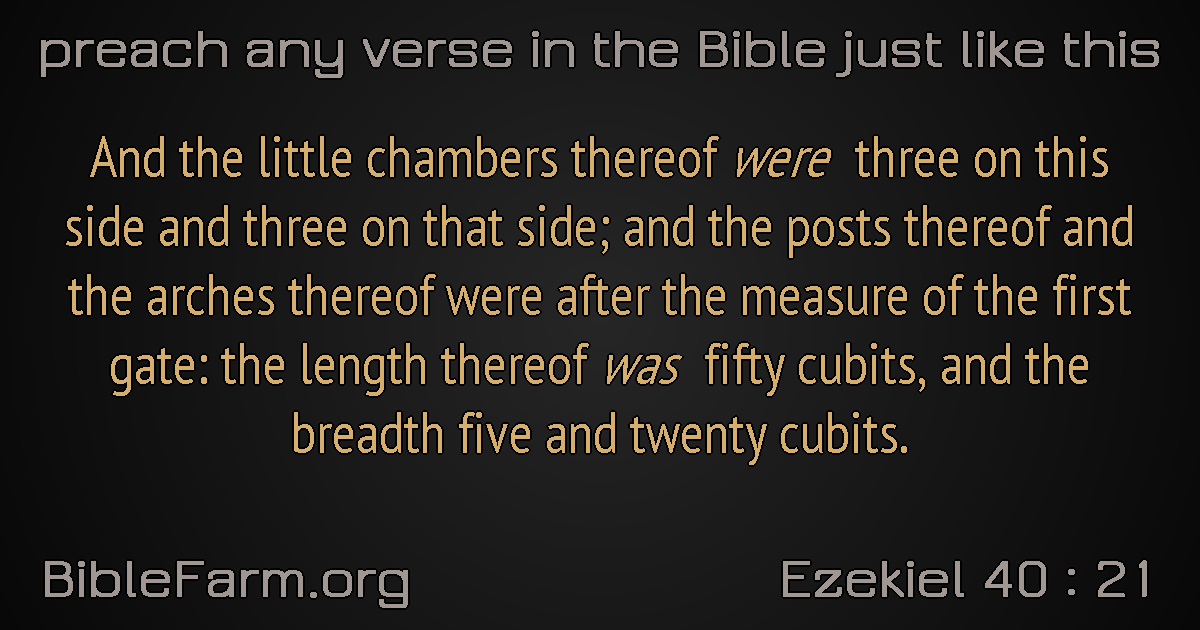 preach any verse in the Bible just like this
And the little chambers thereof were three on this
side and three on that side; and the posts thereof and
the arches thereof were after the measure of the first
gate: the length thereof was fifty cubits, and the
breadth five and twenty cubits.
BibleFarm.org
Ezekiel 40 : 21